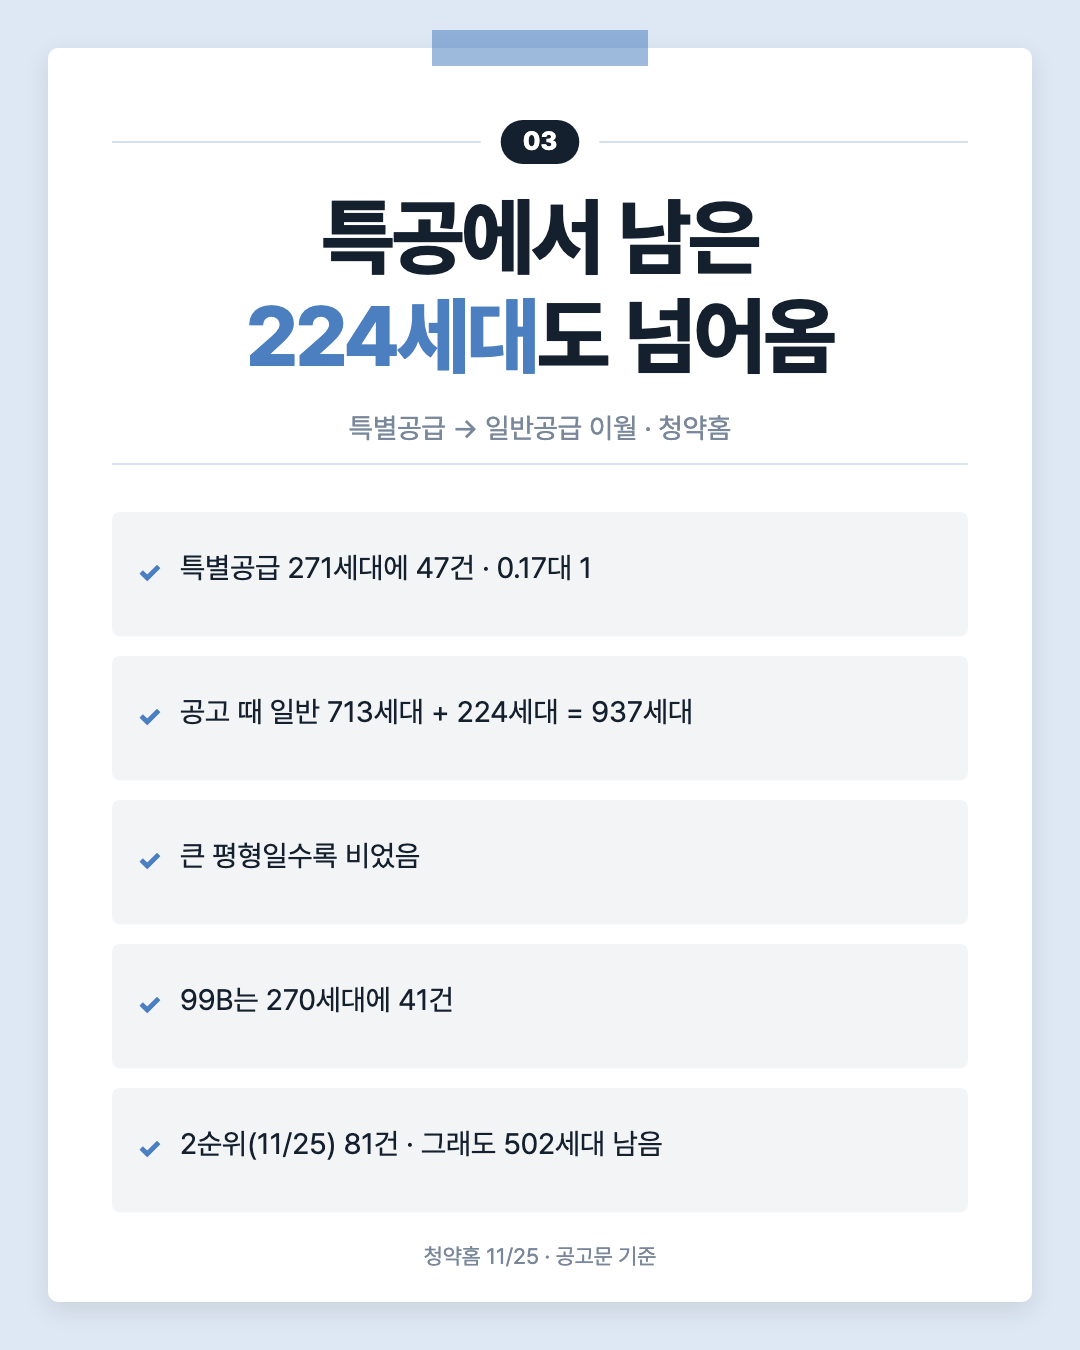 03
특공에서 남은
224세대도 넘어옴
특별공급 → 일반공급 이월 · 청약홈
특별공급 271세대에 47건 · 0.17대 1
공고 때 일반 713세대 + 224세대 = 937세대
큰 평형일수록 비었음
99B는 270세대에 41건
2순위(11/25) 81건 · 그래도 502세대 남음
청약홈 11/25 · 공고문 기준